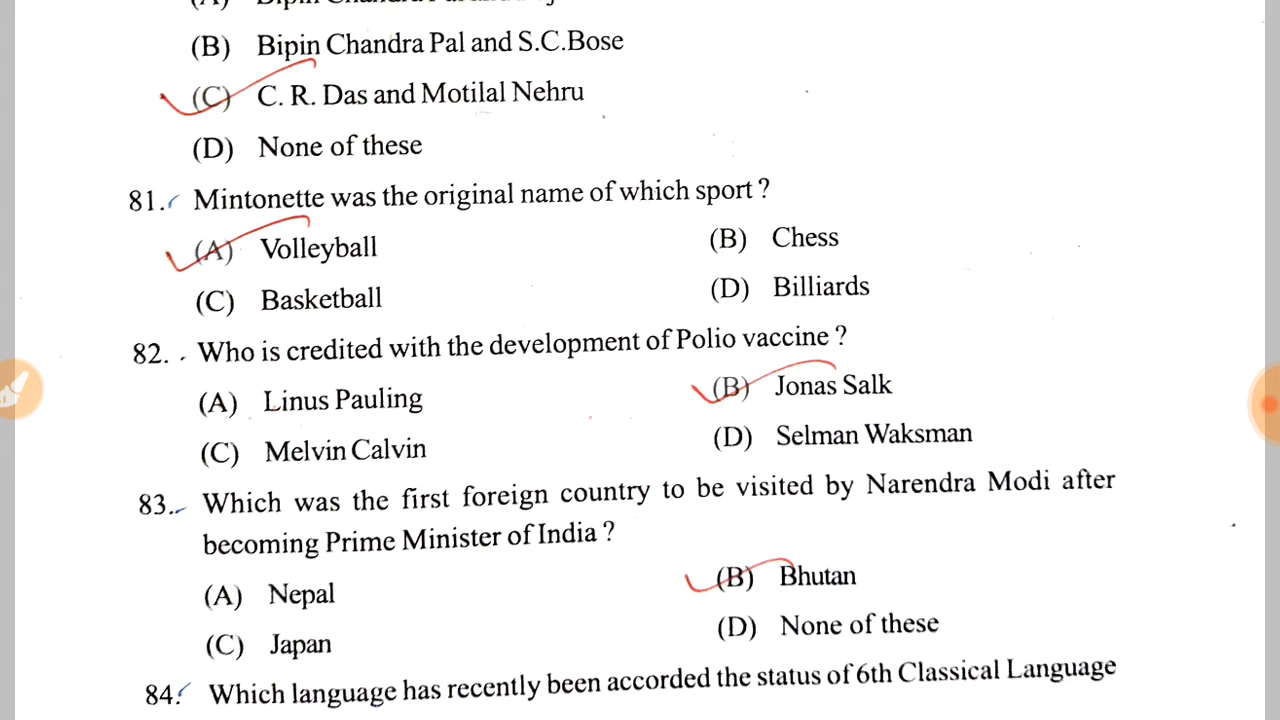 (B) Bipin Chandra Pal and S.C.Bose
(C) C. R. Das and Motilal Nehru
(D) None of these
81. Mintonette was the original name of which sport ?
(A) Volleyball (B) Chess
(C) Basketball (D) Billiards
82. Who is credited with the development of Polio vaccine ?
(A) Linus Pauling (B) Jonas Salk
(C) Melvin Calvin (D) Selman Waksman
83. Which was the first foreign country to be visited by Narendra Modi after
becoming Prime Minister of India ?
(A) Nepal (B) Bhutan
(C) Japan (D) None of these
84. Which language has recently been accorded the status of 6th Classical Language